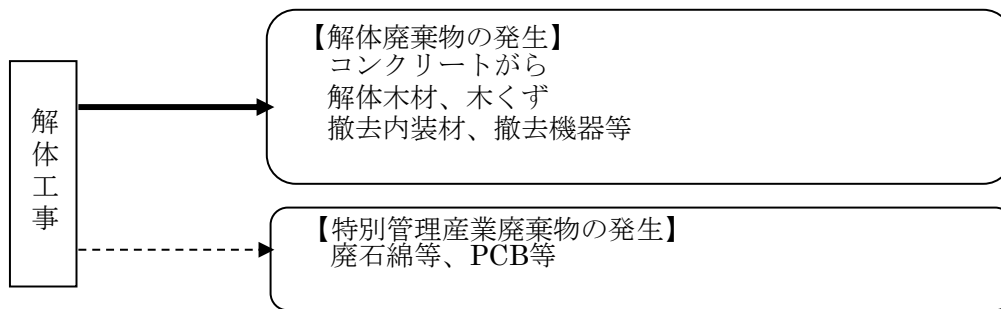 解体工事
【解体廃棄物の発生】
コンクリートがら
解体木材、木くず
撤去内装材、撤去機器等
【特別管理産業廃棄物の発生】
廃石綿等、PCB等